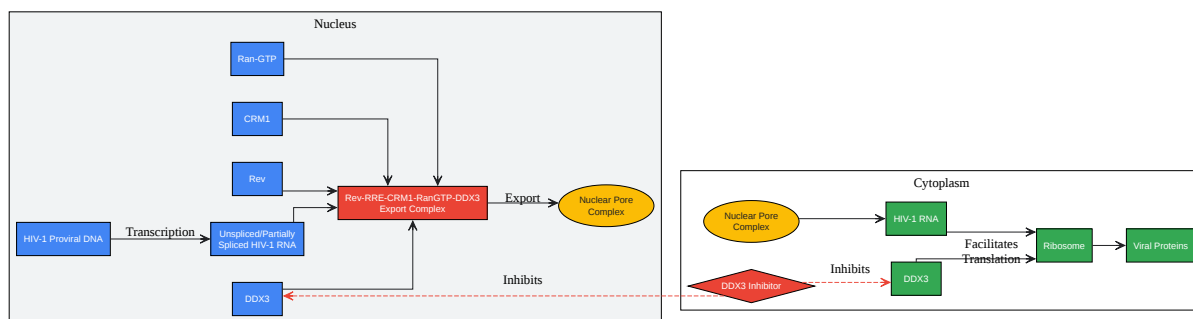 Nucleus
Ran-GTP
CRM1
Rev
Rev-RRE-CRM1-RanGTP-DDX3
Export Complex
Export
Nuclear Pore
Complex
HIV-1 Proviral DNA
Transcription
Unspliced/Partially
Spliced HIV-1 RNA
DDX3
Inhibits
Cytoplasm
Nuclear Pore
Complex
HIV-1 RNA
Facilitates
Translation
Ribosome
Viral Proteins
DDX3 Inhibitor
Inhibits
DDX3